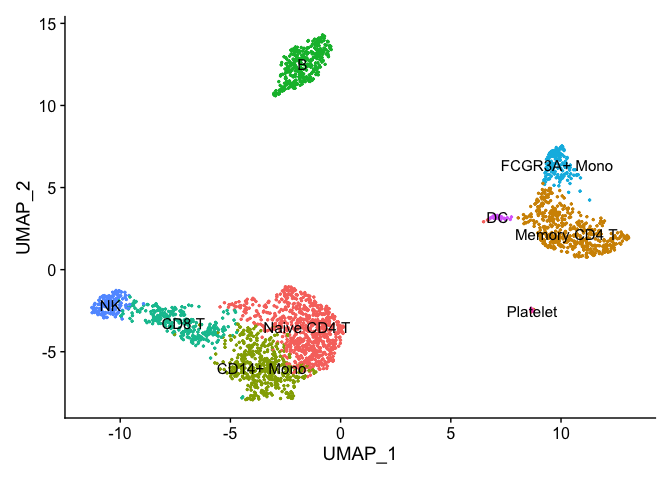 15
10
5
0
-5
UMAP_2
B
FCGR3A+ Mono
DC
Memory CD4 T
NK
CD8 T
Naive CD4 T
CD14+ Mono
Platelet
-10
-5
0
5
10
UMAP_1